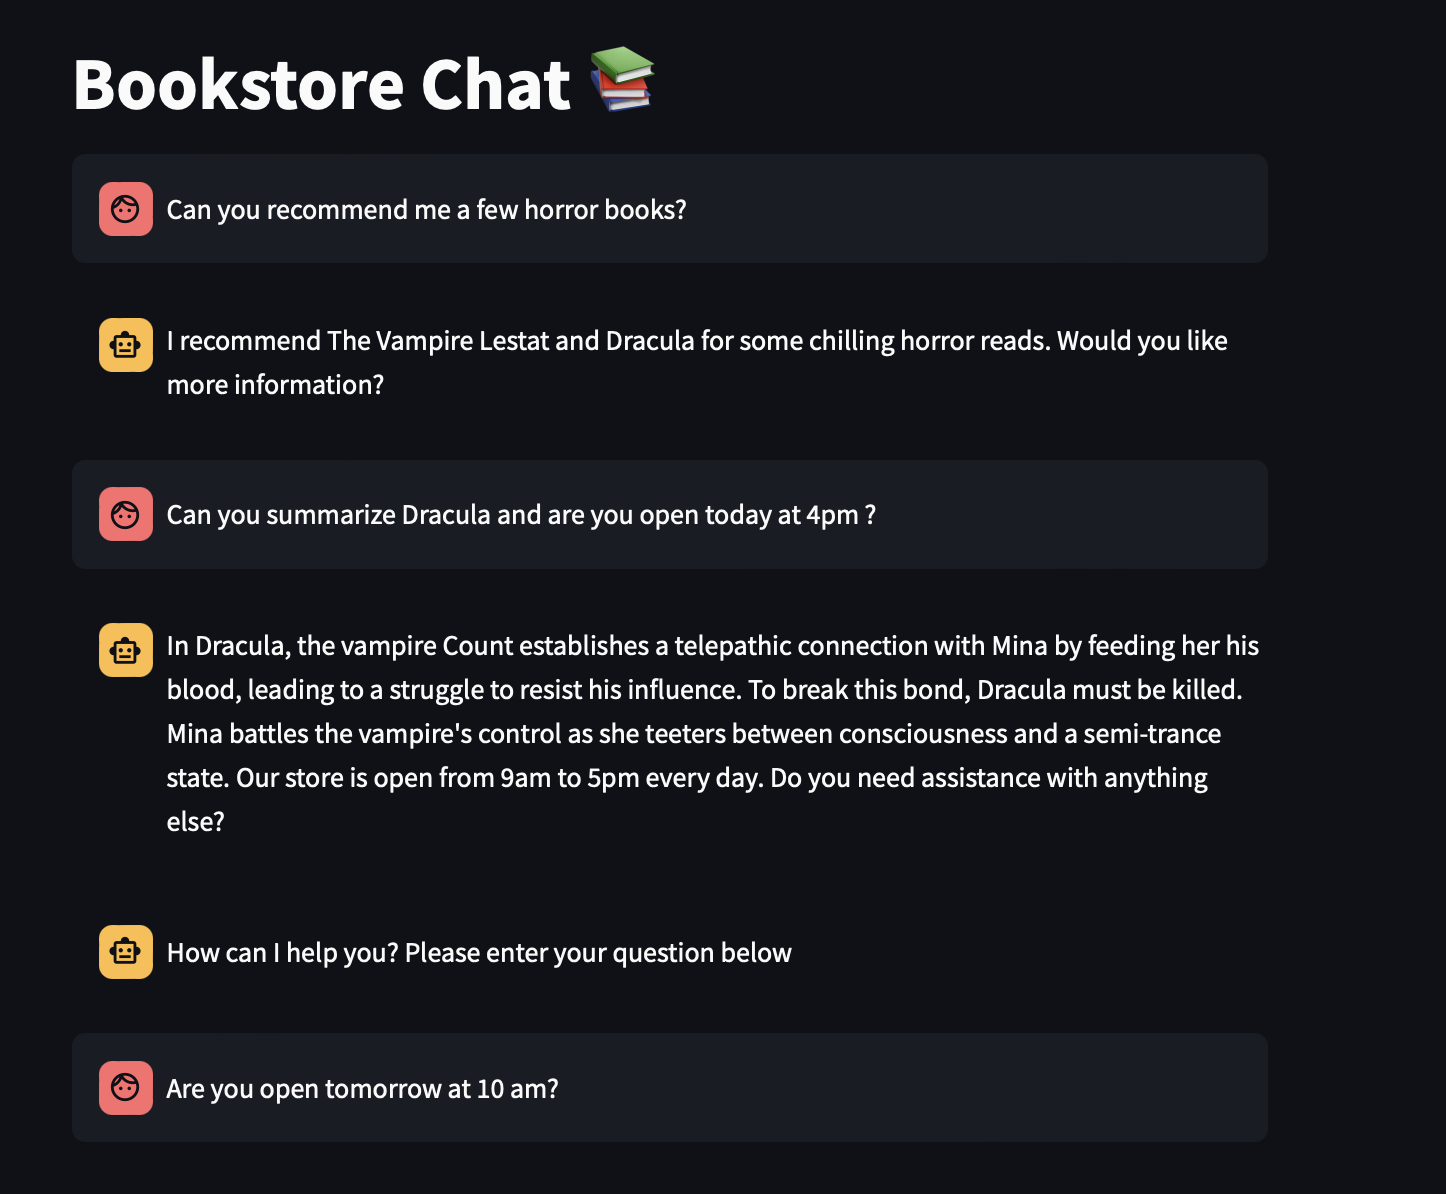 Bookstore Chat
Can you recommend me a few horror books?
I recommend The Vampire Lestat and Dracula for some chilling horror reads. Would you like
more information?
Can you summarize Dracula and are you open today at 4pm ?
In Dracula, the vampire Count establishes a telepathic connection with Mina by feeding her his
blood, leading to a struggle to resist his influence. To break this bond, Dracula must be killed.
Mina battles the vampire's control as she teeters between consciousness and a semi-trance
state. Our store is open from 9am to 5pm every day. Do you need assistance with anything
else?
How can I help you? Please enter your question below
Are you open tomorrow at 10 am?